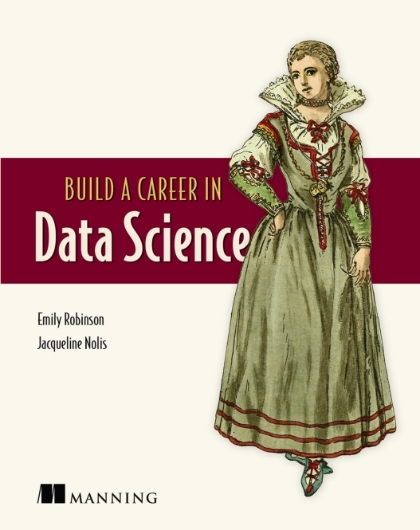 BUILD A CAREER IN
Data Science
Emily Robinson
Jacqueline Nolis
MANNING